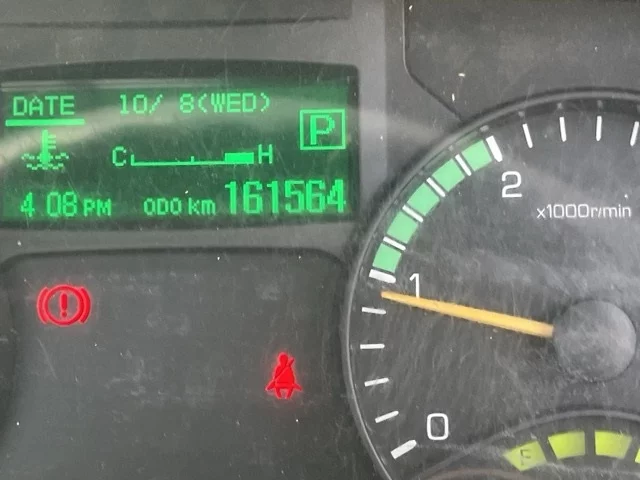 DATE 10/ 8(WED)
P
C H
4 08 PM ODO km 161564
2
x1000r/min
1
0
F